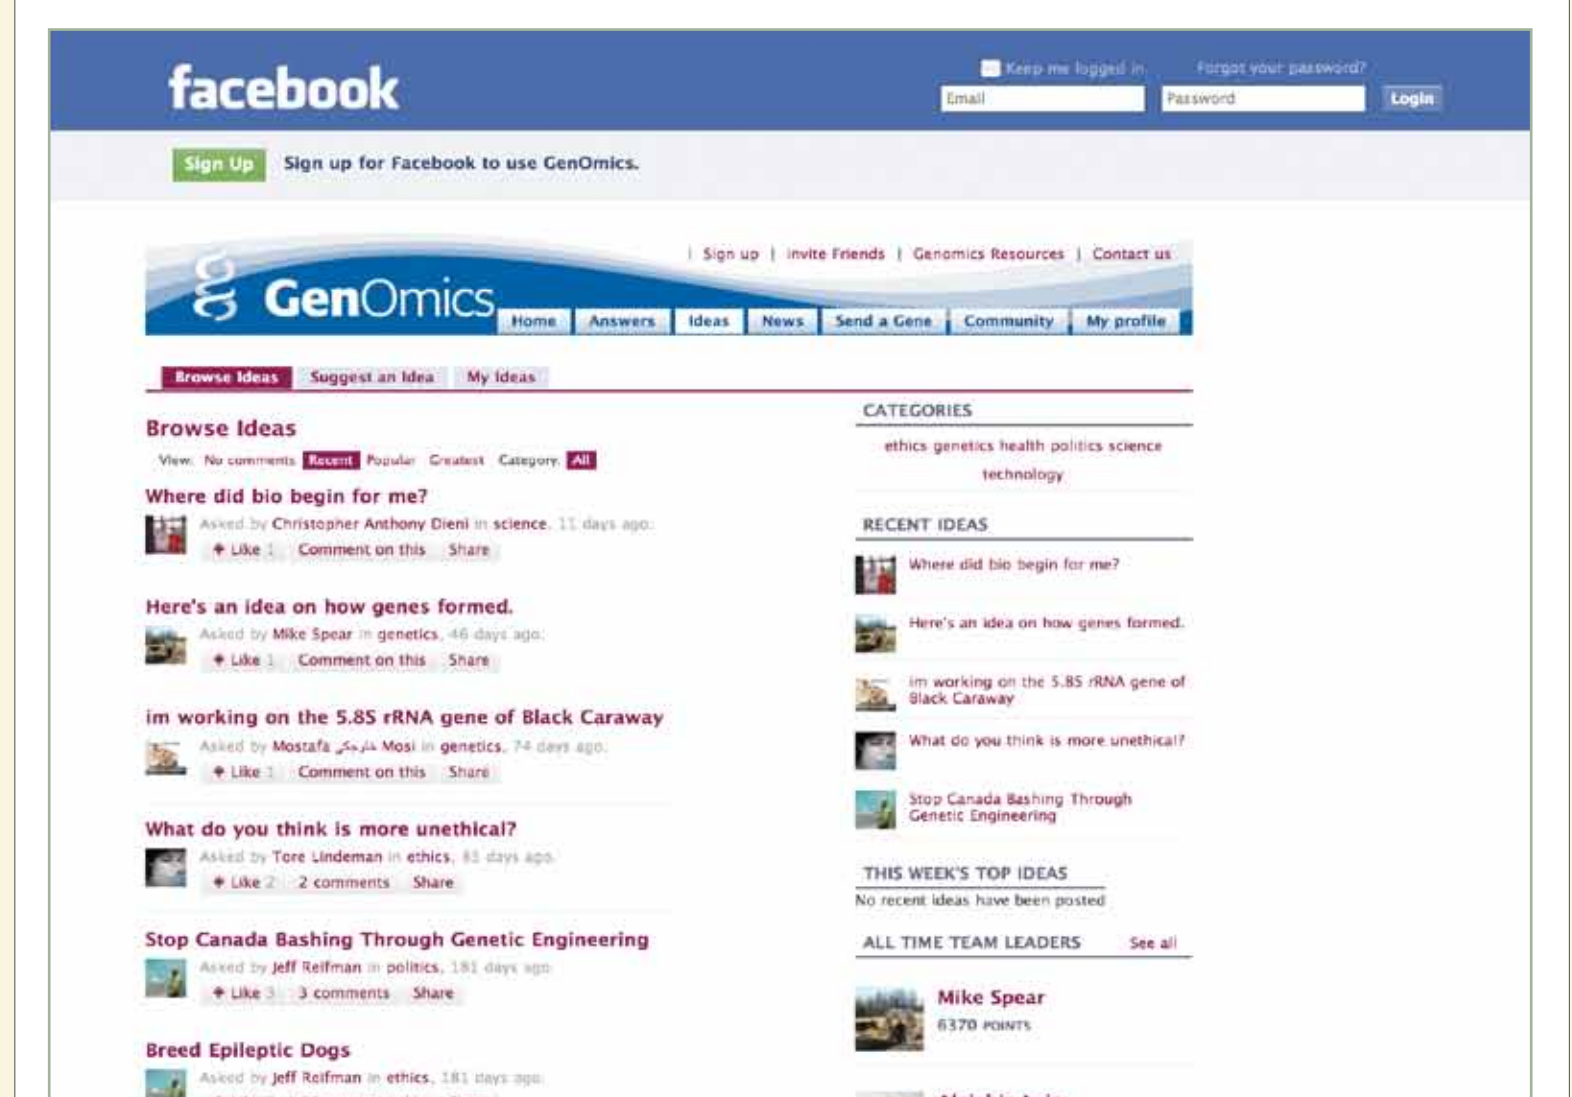 facebook
Keep me logged in
Forgot your password?
Email
Password
Login
Sign Up
Sign up for Facebook to use GenOmics.
| Sign up | invite Friends | Genomics Resources | Contact us
GenOmics
Home Answers Ideas News Send a Gene Community My profile
Browse Ideas Suggest an Idea My Ideas
Browse Ideas
View: No comments Recent Popular Greatest Category: All
Where did bio begin for me?
Asked by Christopher Anthony Dieni in science, 11 days ago.
Like 1 Comment on this Share
Here's an idea on how genes formed.
Asked by Mike Spear in genetics, 46 days ago.
Like 1 Comment on this Share
im working on the 5.8S rRNA gene of Black Caraway
Asked by Mostafa Mosi in genetics, 74 days ago.
Like 1 Comment on this Share
What do you think is more unethical?
Asked by Tore Lindeman in ethics, days ago.
Like 2 2 comments Share
Stop Canada Bashing Through Genetic Engineering
Asked by Jeff Reifman in politics, 181 days ago.
Like 3 3 comments Share
Breed Epileptic Dogs
Asked by Jeff Reifman in ethics, 181 days ago.
CATEGORIES
ethics genetics health politics science
technology
RECENT IDEAS
Where did bio begin for me?
Here's an idea on how genes formed.
im working on the 5.8S rRNA gene of
Black Caraway
What do you think is more unethical?
Stop Canada Bashing Through
Genetic Engineering
THIS WEEK'S TOP IDEAS
No recent ideas have been posted
ALL TIME TEAM LEADERS See all
Mike Spear
6370 POINTS